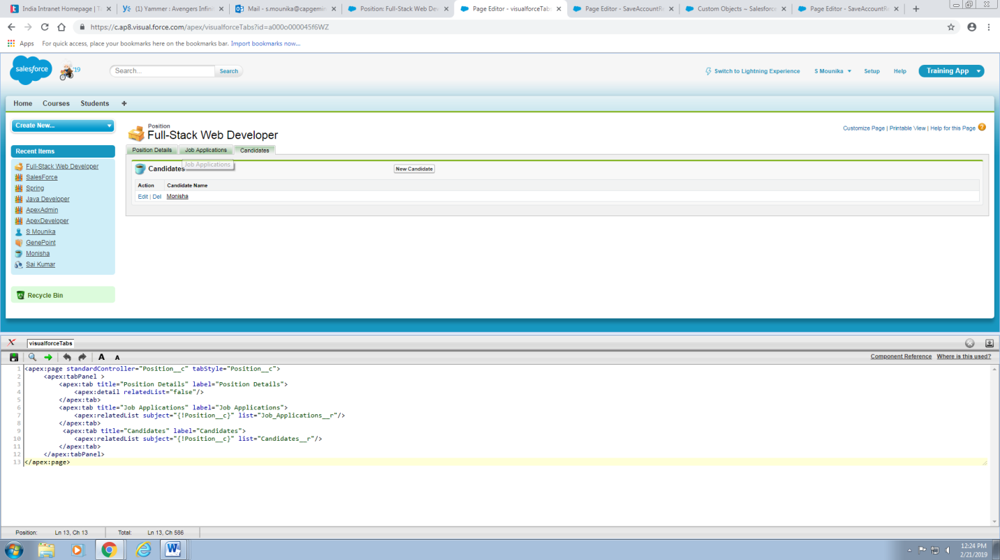 India Intranet Homepage | T
(1) Yammer : Avengers Infini
Mail - s.mounika@capgemin
Position: Full-Stack Web Dev
Page Editor - visualforceTabs
Page Editor - SaveAccountRe
Custom Objects ~ Salesforce
Page Editor - SaveAccountRe
https://c.ap8.visual.force.com/apex/visualforceTabs?id=a000o000045f6WZ
Apps For quick access, place your bookmarks here on the bookmarks bar. Import bookmarks now...
salesforce '19
Search... Search
Switch to Lightning Experience S Mounika Setup Help Training App
Home Courses Students +
Create New...
Recent Items
Full-Stack Web Developer
SalesForce
Spring
Java Developer
ApexAdmin
ApexDeveloper
S Mounika
GenePoint
Monisha
Sai Kumar
Recycle Bin
Position
Full-Stack Web Developer
Customize Page | Printable View | Help for this Page
Position Details Job Applications Candidates
Job Applications
Candidates New Candidate
Action Candidate Name
Edit | Del Monisha
visualforceTabs
A A
Component Reference Where is this used?
1 <apex:page standardController="Position__c" tabStyle="Position__c">
2 <apex:tabPanel >
3 <apex:tab title="Position Details" label="Position Details">
4 <apex:detail relatedList="false"/>
5 </apex:tab>
6 <apex:tab title="Job Applications" label="Job Applications">
7 <apex:relatedList subject="{!Position__c}" list="Job_Applications__r"/>
8 </apex:tab>
9 <apex:tab title="Candidates" label="Candidates">
10 <apex:relatedList subject="{!Position__c}" list="Candidates__r"/>
11 </apex:tab>
12 </apex:tabPanel>
13 </apex:page>
Position: Ln 13, Ch 13 Total: Ln 13, Ch 586
12:24 PM
2/21/2019